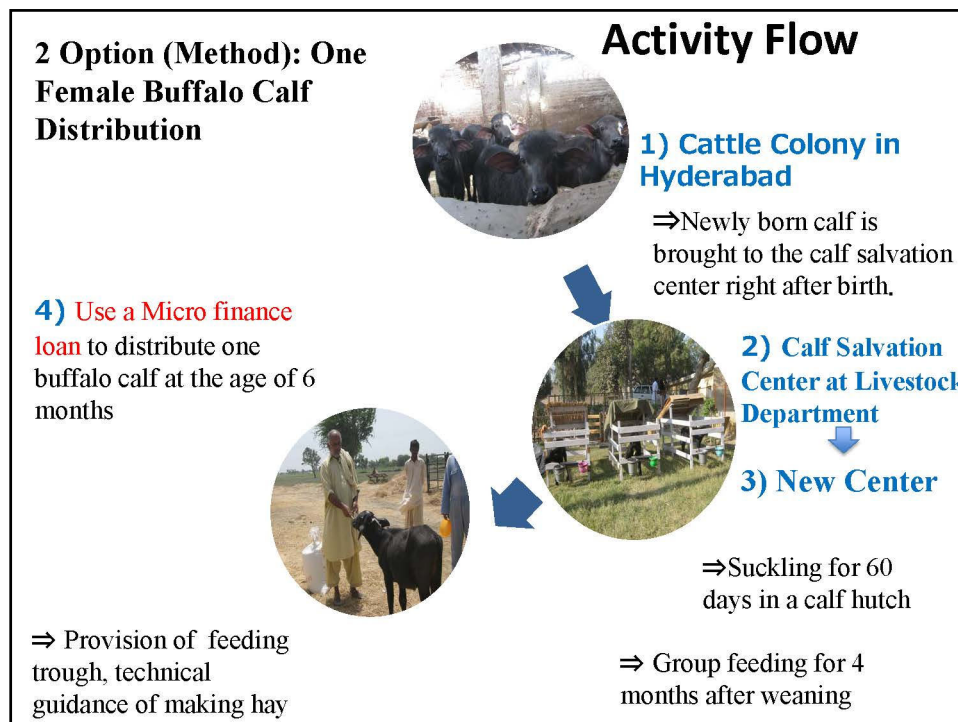 2 Option (Method): One
Female Buffalo Calf
Distribution
Activity Flow
1) Cattle Colony in
Hyderabad
⇒Newly born calf is
brought to the calf salvation
center right after birth.
2) Calf Salvation
Center at Livestock
Department
3) New Center
⇒Suckling for 60
days in a calf hutch
⇒ Group feeding for 4
months after weaning
4) Use a Micro finance
loan to distribute one
buffalo calf at the age of 6
months
⇒ Provision of feeding
trough, technical
guidance of making hay